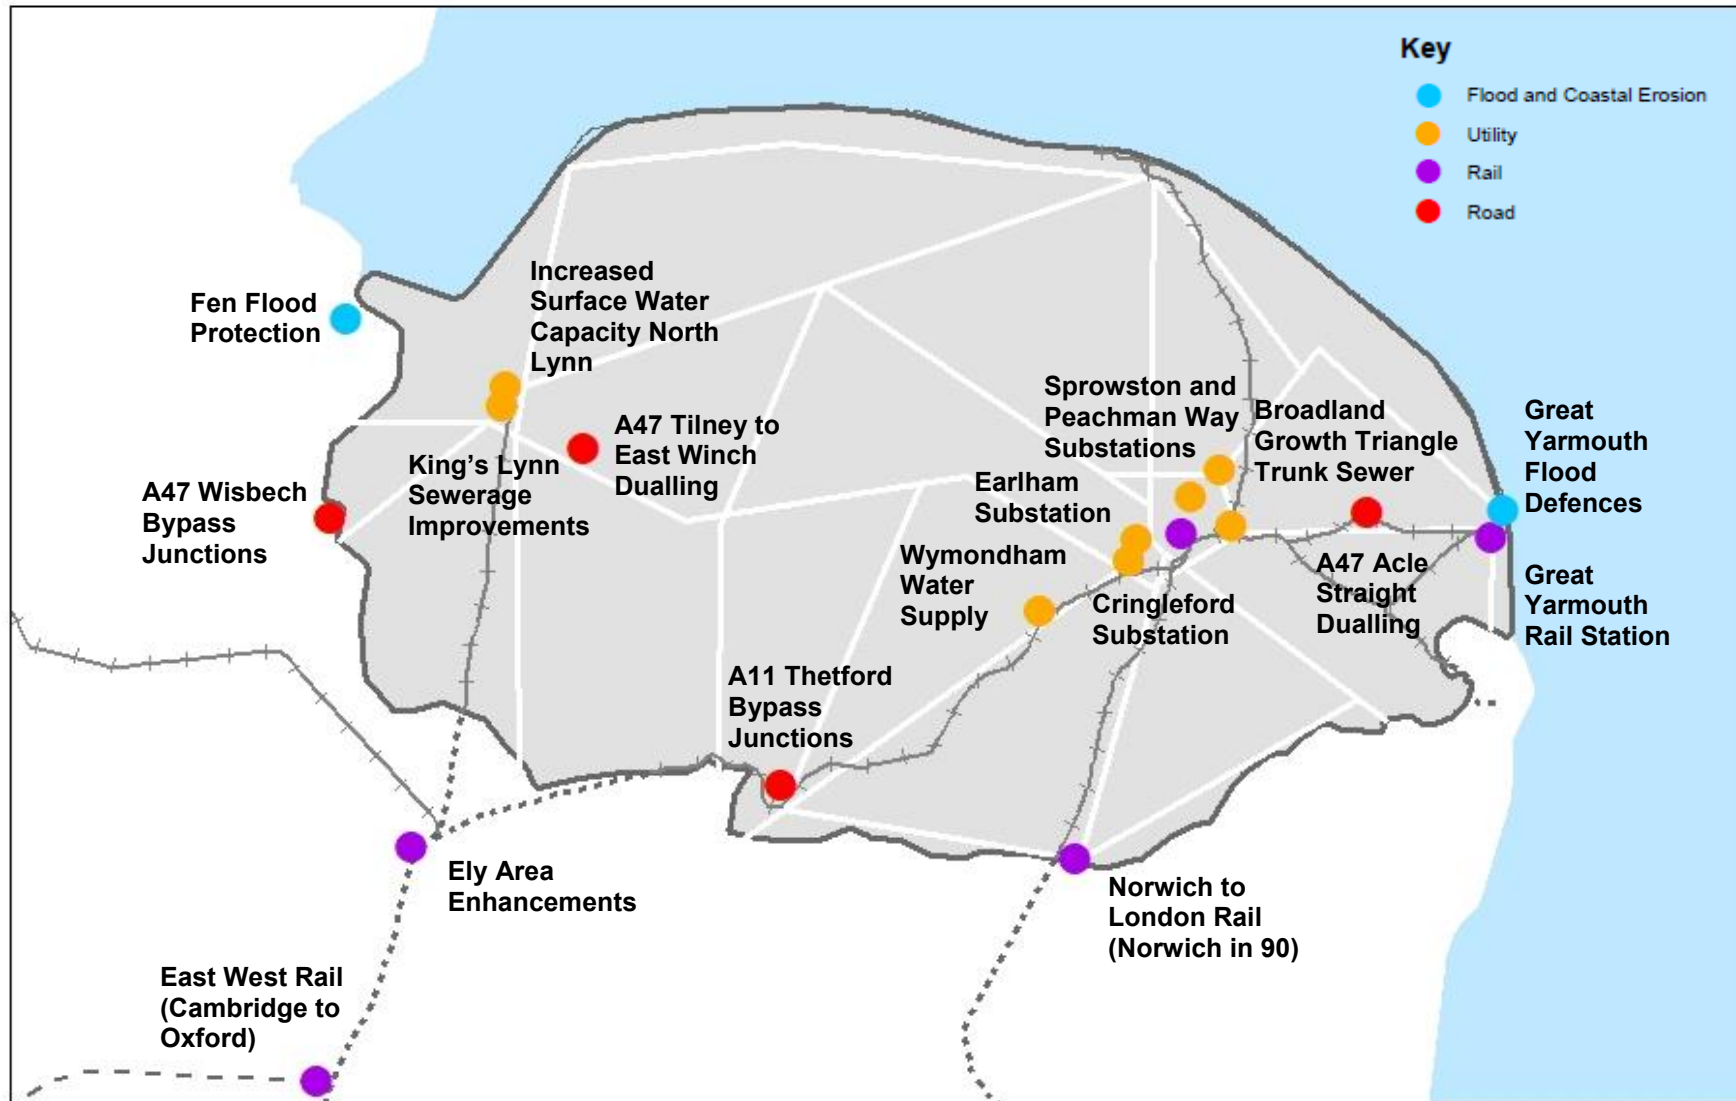 Key
Flood and Coastal Erosion
Utility
Rail
Road
Fen Flood
Protection
Increased
Surface Water
Capacity North
Lynn
A47 Tilney to
East Winch
Dualling
King's Lynn
Sewerage
Improvements
A47 Wisbech
Bypass
Junctions
Sprowston and
Peachman Way
Substations
Broadland
Growth Triangle
Trunk Sewer
Great
Yarmouth
Flood
Defences
Earlham
Substation
Wymondham
Water
Supply
Cringleford
Substation
A47 Acle
Straight
Dualling
Great
Yarmouth
Rail Station
A11 Thetford
Bypass
Junctions
Ely Area
Enhancements
Norwich to
London Rail
(Norwich in 90)
East West Rail
(Cambridge to
Oxford)